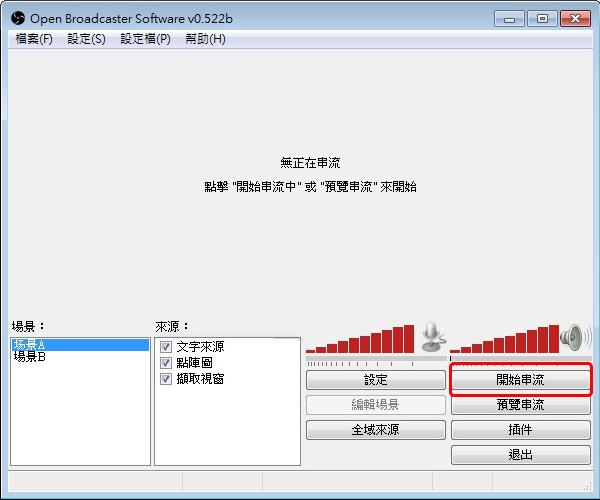 Open Broadcaster Software v0.522b
檔案(F) 設定(S) 設定檔(P) 幫助(H)
無正在串流
點擊 "開始串流中" 或 "預覽串流" 來開始
場景：
场景A
场景B
來源：
文字來源
點陣圖
擷取視窗
設定
開始串流
編輯場景
預覽串流
全域來源
插件
退出